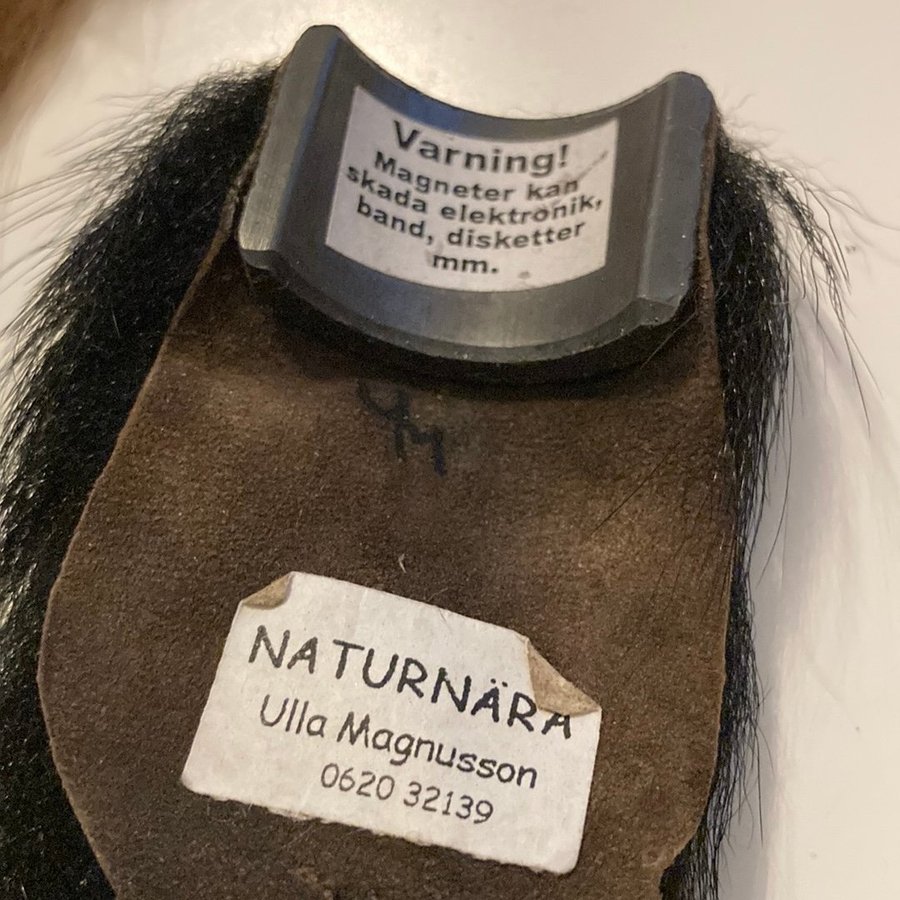 Varning!
Magneter kan
skada elektronik,
band, disketter
mm.
NATURNÄRA
Ulla Magnusson
0620 32139